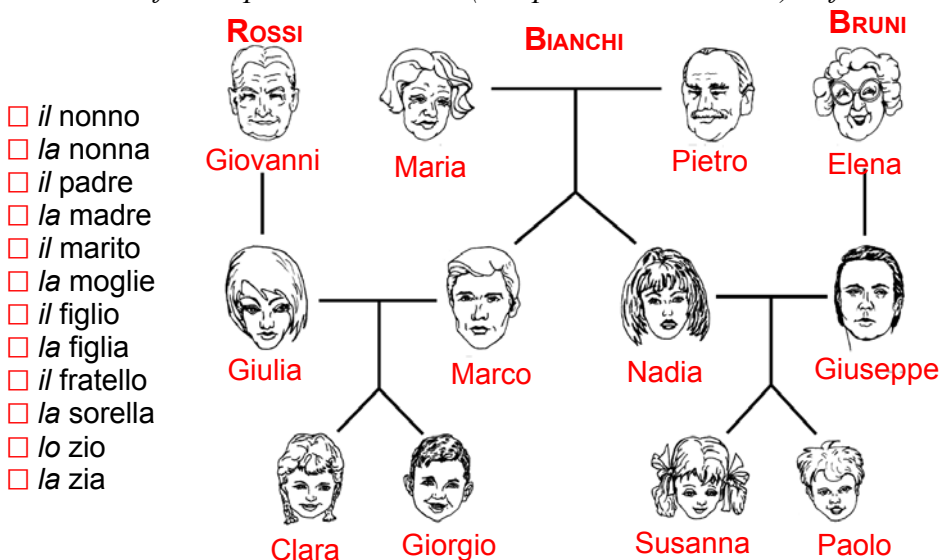 ROSSI
BIANCHI
BRUNI
il nonno
la nonna
il padre
la madre
il marito
la moglie
il figlio
la figlia
il fratello
la sorella
lo zio
la zia
Giovanni
Maria
Pietro
Elena
Giulia
Marco
Nadia
Giuseppe
Clara
Giorgio
Susanna
Paolo